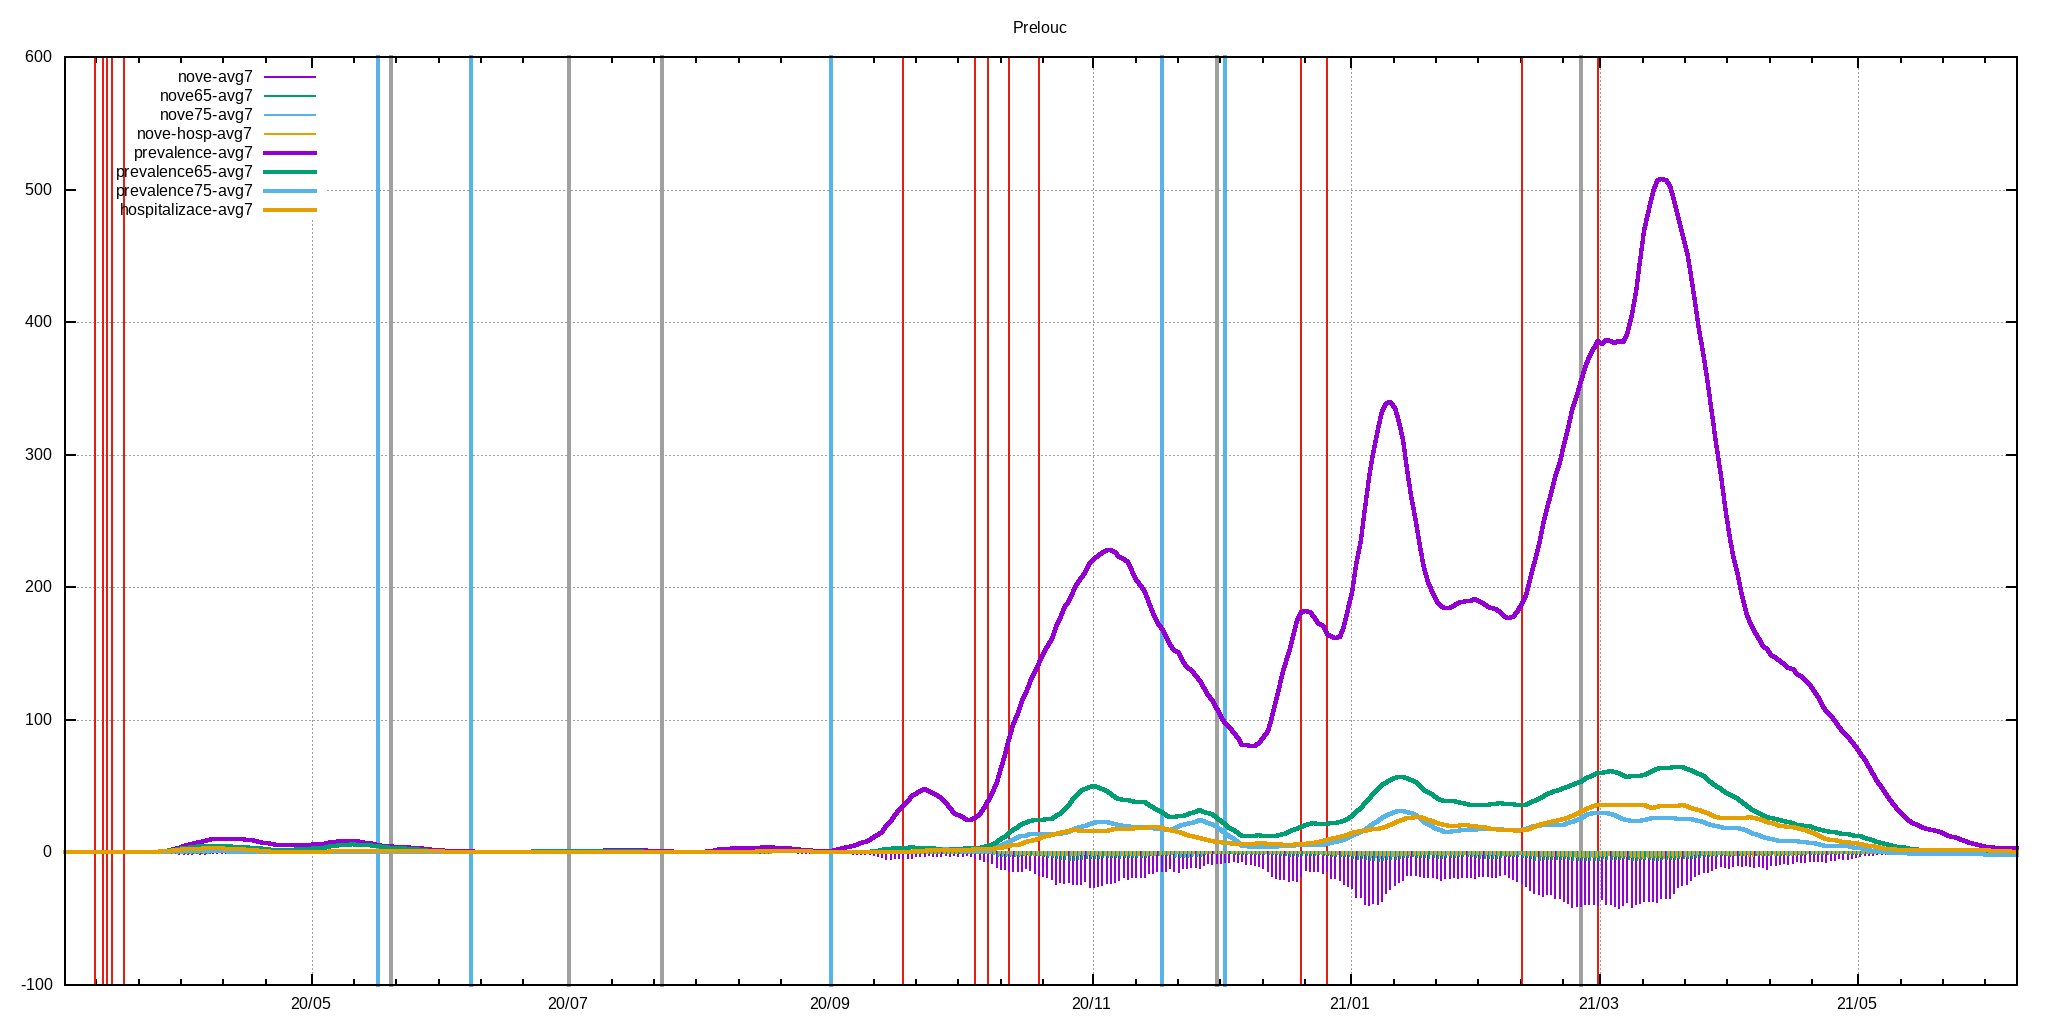 Prelouc
600
nove-avg7
nove65-avg7
nove75-avg7
nove-hosp-avg7
prevalence-avg7
prevalence65-avg7
prevalence75-avg7
hospitalizace-avg7
500
400
300
200
100
0
-100
20/05
20/07
20/09
20/11
21/01
21/03
21/05